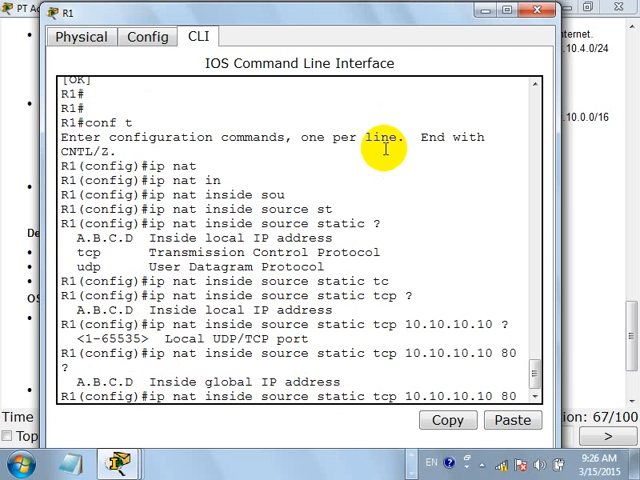 PT Ac
R1
Physical
Config
CLI
IOS Command Line Interface
[OK]
R1#
R1#
R1#conf t
Enter configuration commands, one per line.  End with
CNTL/Z.
R1(config)#ip nat
R1(config)#ip nat in
R1(config)#ip nat inside sou
R1(config)#ip nat inside source st
R1(config)#ip nat inside source static ?
A.B.C.D  Inside local IP address
tcp      Transmission Control Protocol
udp      User Datagram Protocol
R1(config)#ip nat inside source static tc
R1(config)#ip nat inside source static tcp ?
A.B.C.D  Inside local IP address
R1(config)#ip nat inside source static tcp 10.10.10.10 ?
<1-65535>  Local UDP/TCP port
R1(config)#ip nat inside source static tcp 10.10.10.10 80
?
A.B.C.D  Inside global IP address
R1(config)#ip nat inside source static tcp 10.10.10.10 80
Copy
Paste
ternet.
.10.4.0/24
.10.0.0/16
De
OS
Time
ion: 67/100
Top
>
EN
9:26 AM
3/15/2015